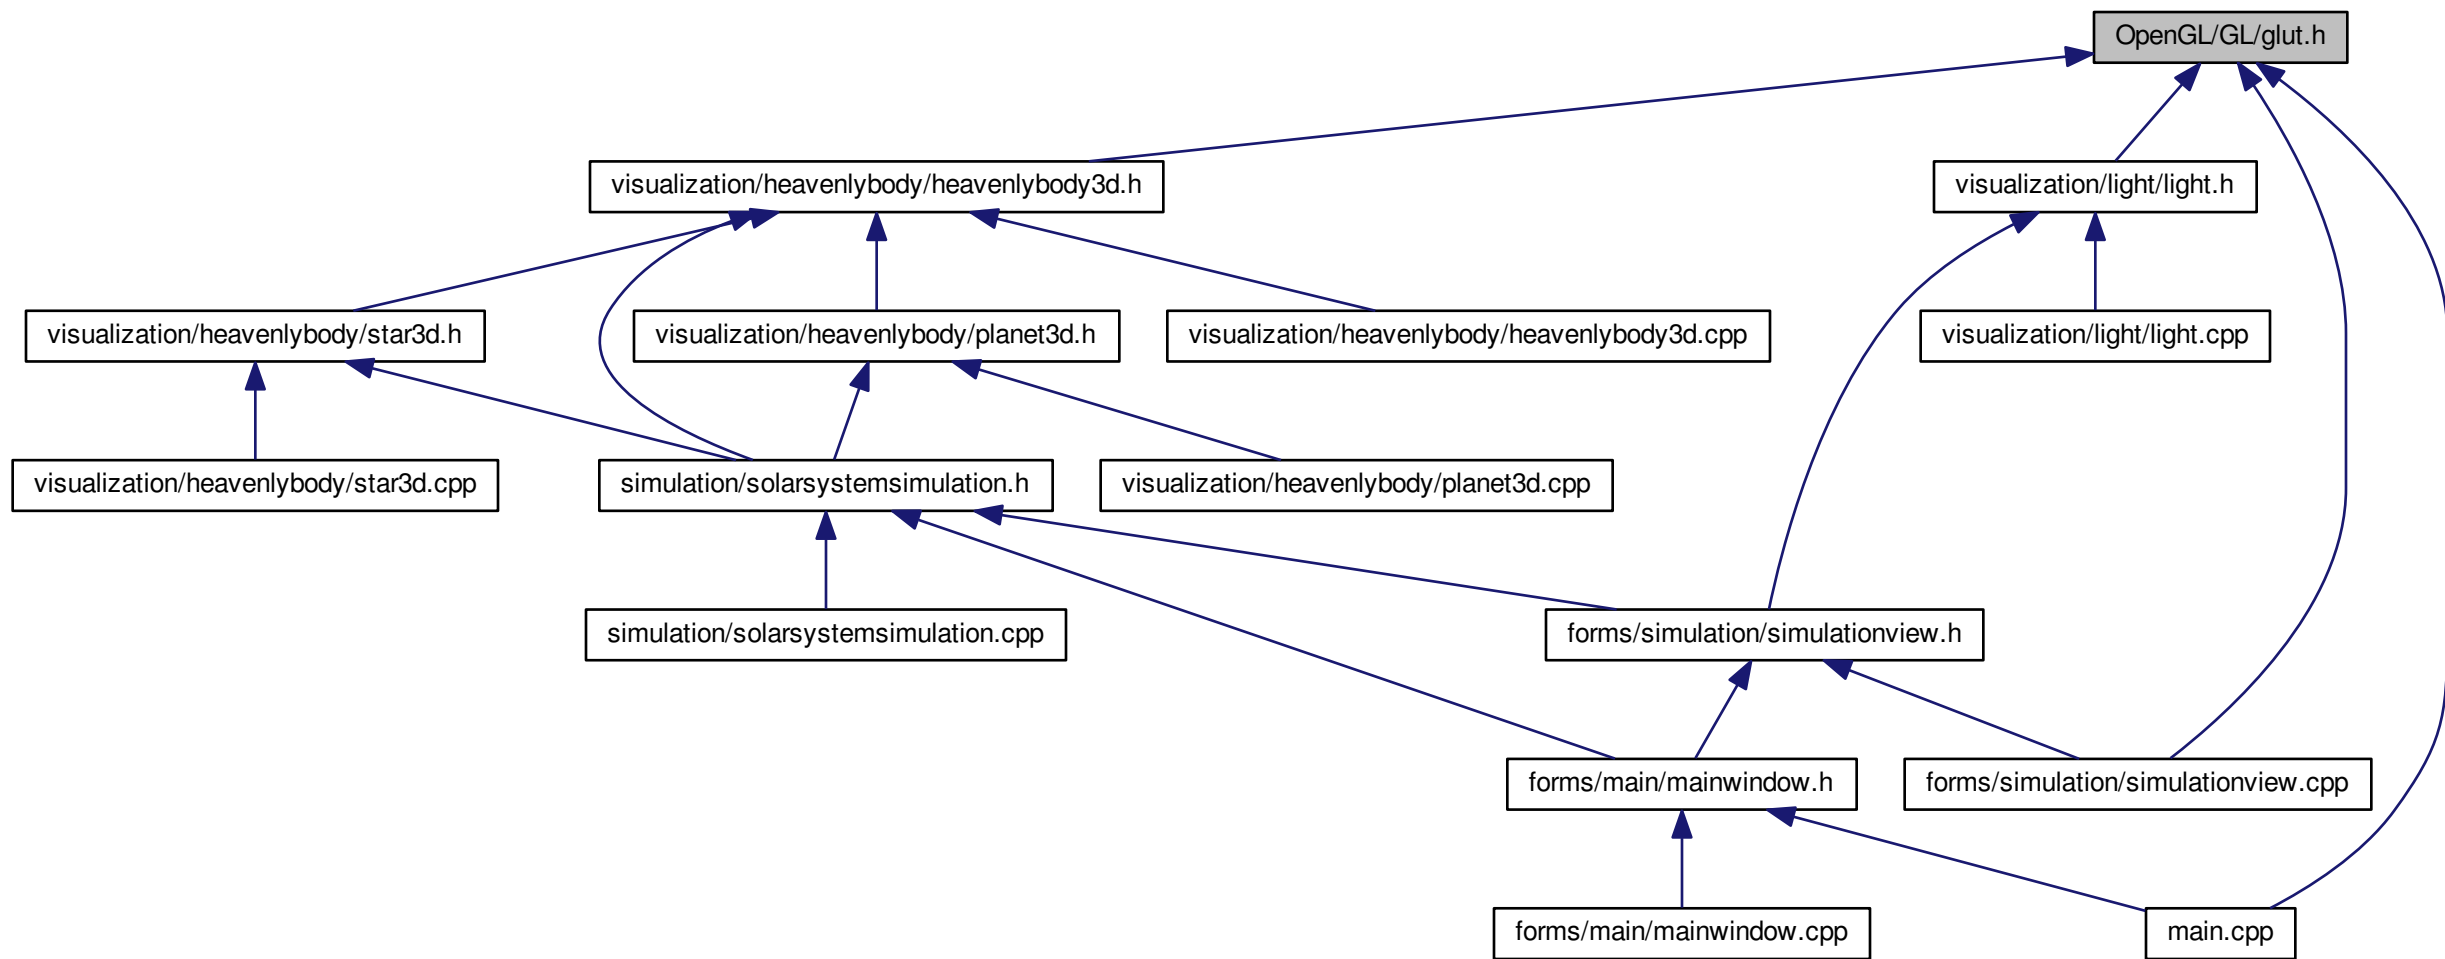 OpenGL/GL/glut.h
visualization/heavenlybody/heavenlybody3d.h
visualization/light/light.h
visualization/heavenlybody/star3d.h
visualization/heavenlybody/planet3d.h
visualization/heavenlybody/heavenlybody3d.cpp
visualization/light/light.cpp
visualization/heavenlybody/star3d.cpp
simulation/solarsystemsimulation.h
visualization/heavenlybody/planet3d.cpp
simulation/solarsystemsimulation.cpp
forms/simulation/simulationview.h
forms/main/mainwindow.h
forms/simulation/simulationview.cpp
forms/main/mainwindow.cpp
main.cpp